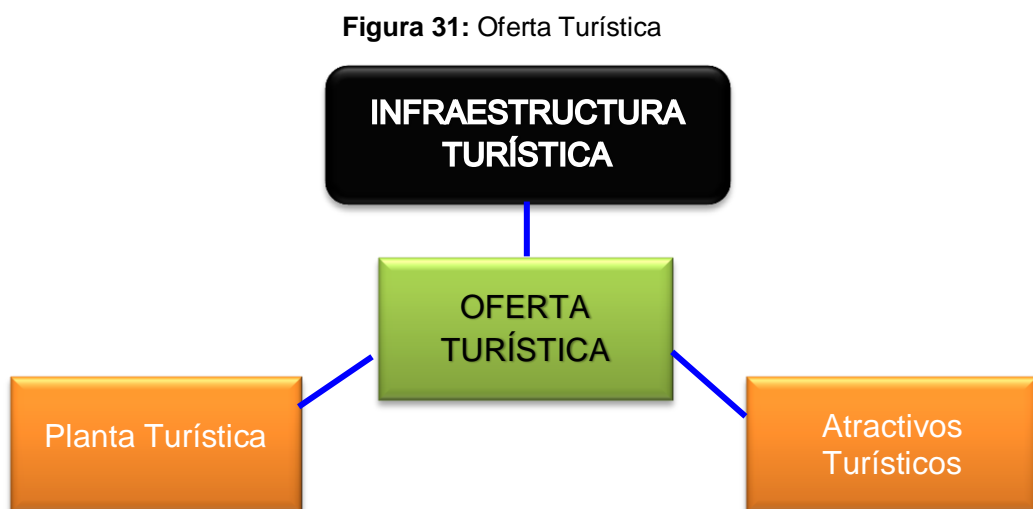 Figura 31: Oferta Turística
INFRAESTRUCTURA
TURÍSTICA
OFERTA
TURÍSTICA
Planta Turística
Atractivos
Turísticos